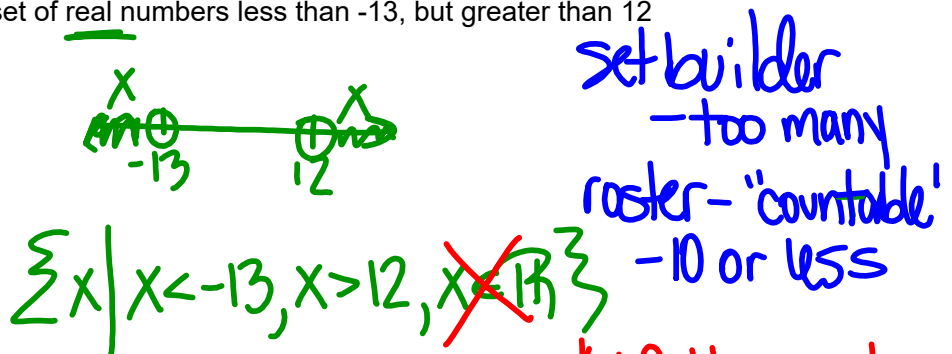 set of real numbers less than -13, but greater than 12
set builder
- too many
X X
-13 12
roster - "countable"
- 10 or less
{x | x < -13, x > 12, x ∈ ℝ}